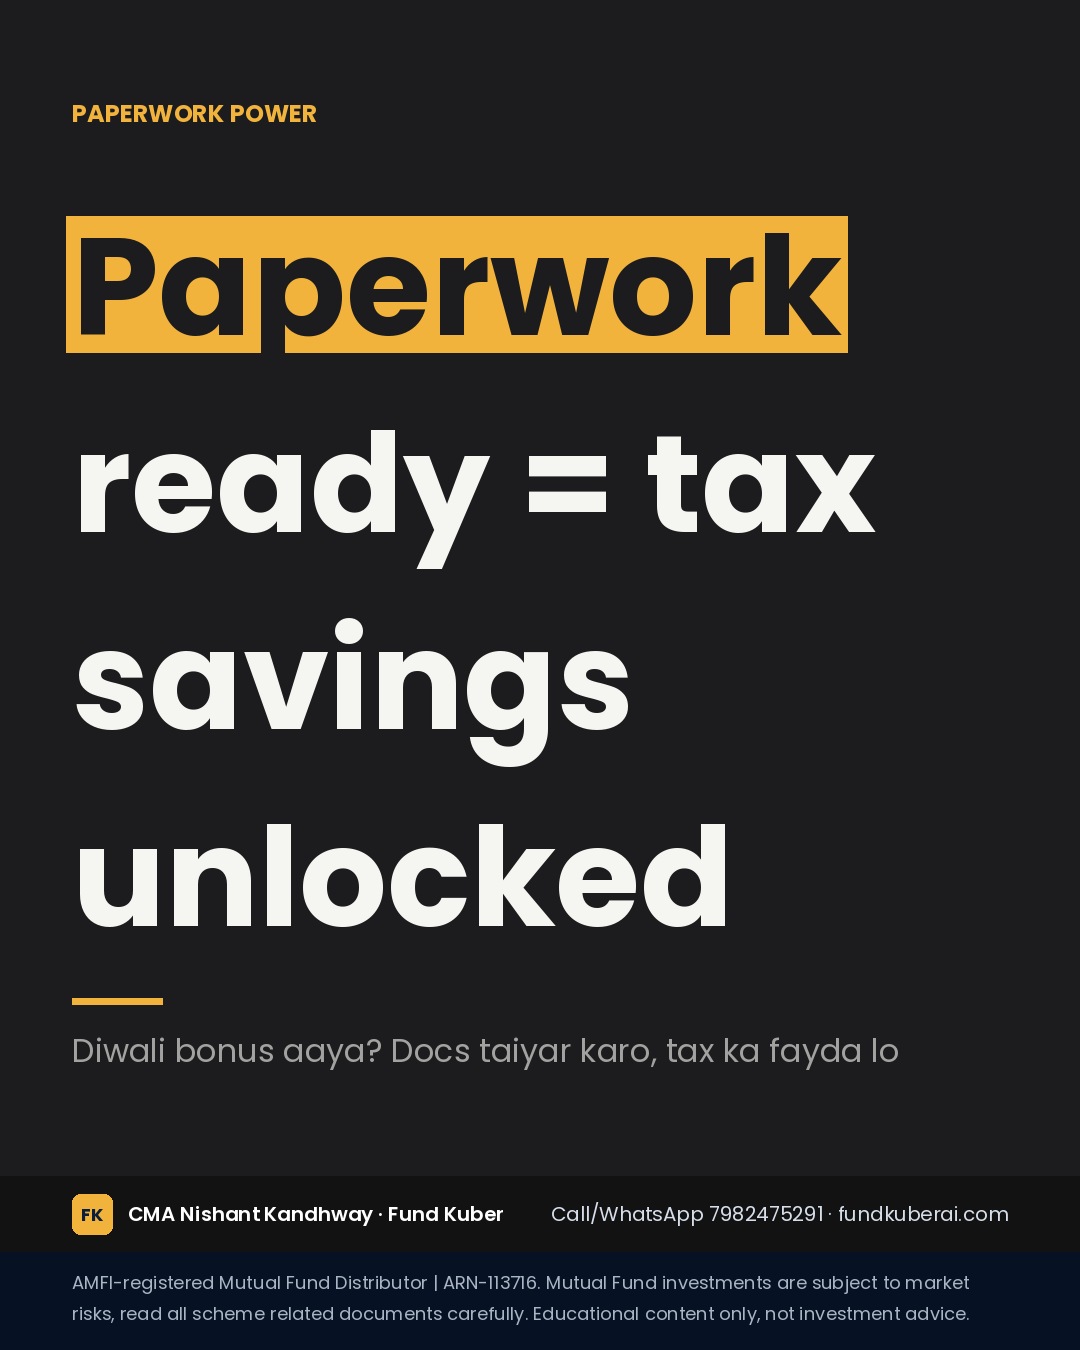 PAPERWORK POWER
Paperwork
ready = tax
savings
unlocked
Diwali bonus aaya? Docs taiyar karo, tax ka fayda lo
FK CMA Nishant Kandhway · Fund Kuber Call/WhatsApp 7982475291 · fundkuberai.com
AMFI-registered Mutual Fund Distributor | ARN-113716. Mutual Fund investments are subject to market
risks, read all scheme related documents carefully. Educational content only, not investment advice.